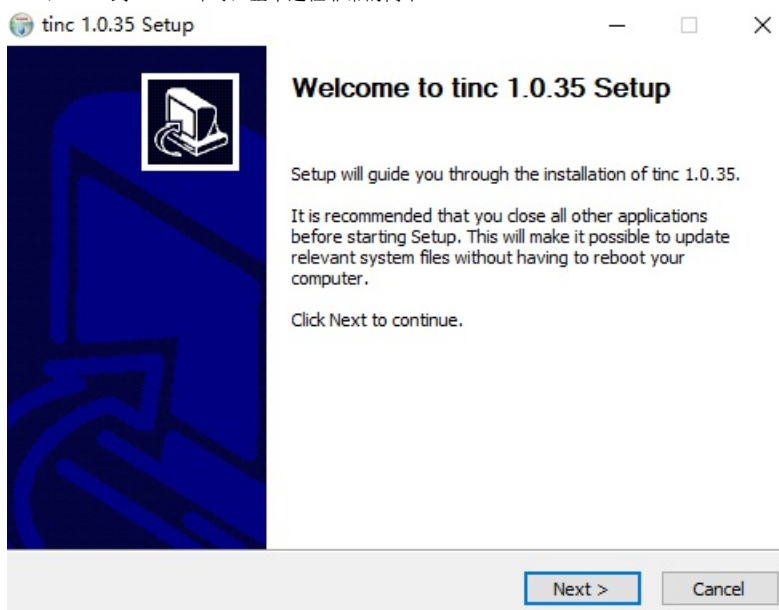 tinc 1.0.35 Setup
Welcome to tinc 1.0.35 Setup
Setup will guide you through the installation of tinc 1.0.35.
It is recommended that you close all other applications
before starting Setup. This will make it possible to update
relevant system files without having to reboot your
computer.
Click Next to continue.
Next >
Cancel